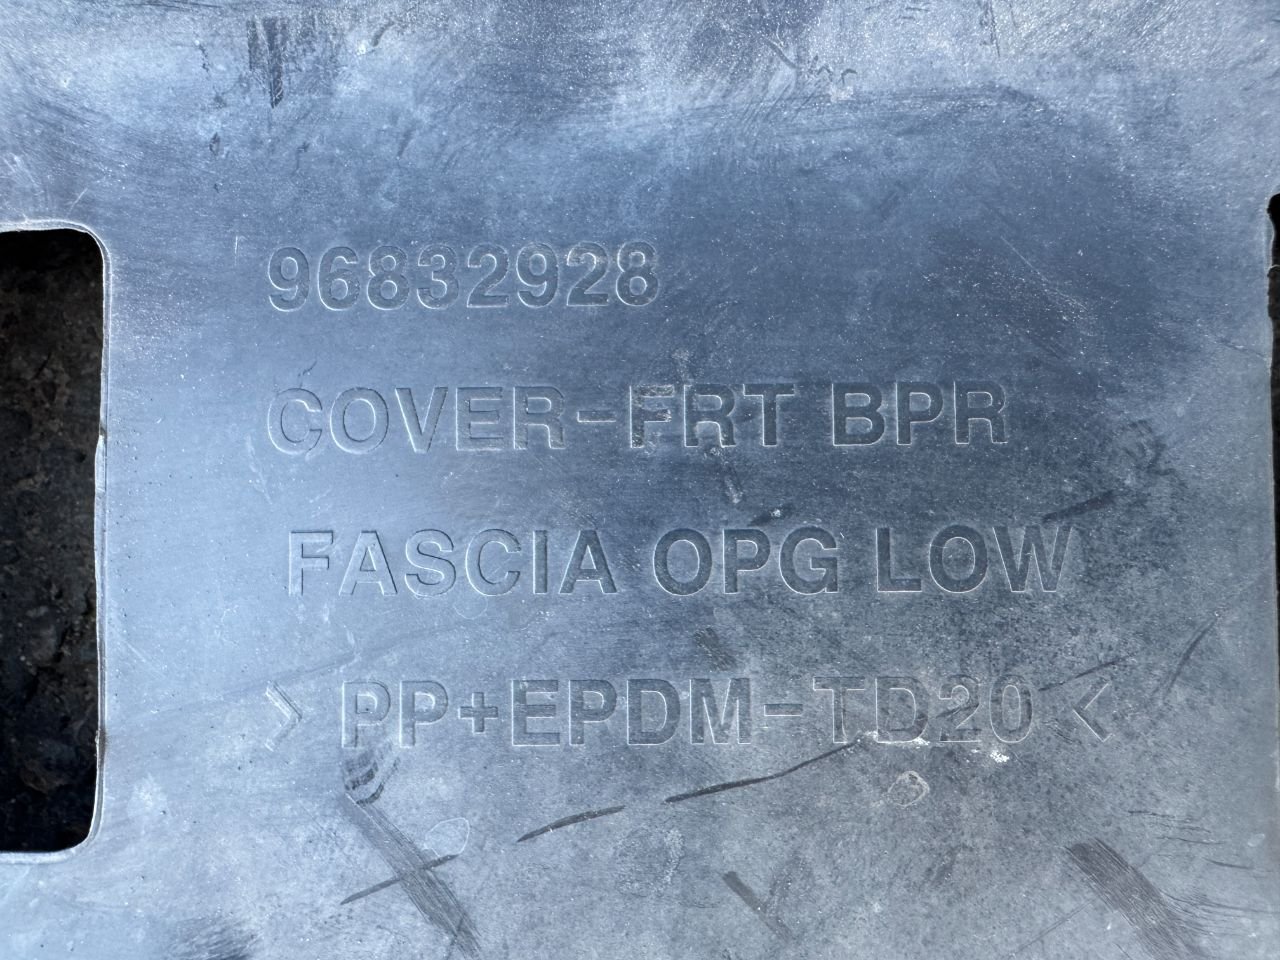 96832928
COVER-FRT BPR
FASCIA OPG LOW
> PP+EPDM-TD20 <